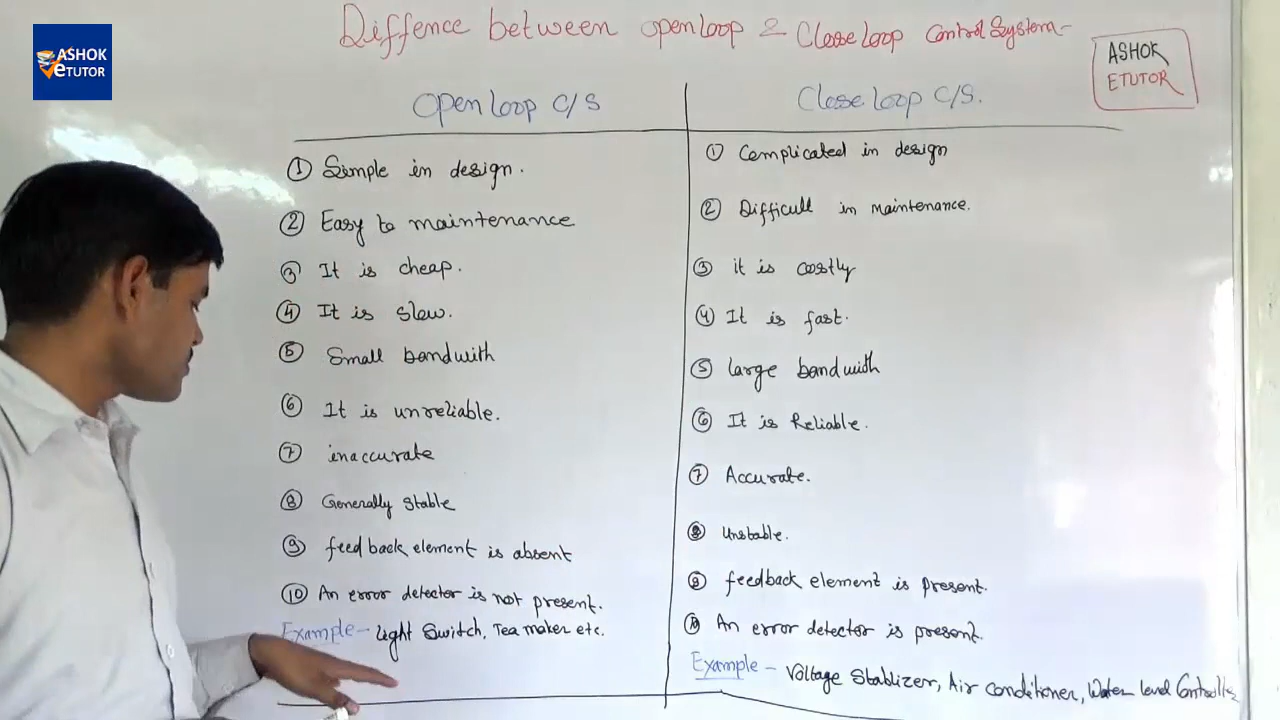 Diffence between open loop & Close Loop Control System-
ASHOK
eTUTOR
ASHOK
ETUTOR
Open loop C/S
① Simple in design.
② Easy to maintenance
③ It is cheap.
④ It is slow.
⑤ Small bandwith
⑥ It is unreliable.
⑦ inaccurate
⑧ Generally stable
⑨ feedback element is absent
⑩ An error detector is not present.
Example - Light Switch, Tea maker etc.
Close loop C/S.
① Complicated in design
② Difficult in maintenance.
③ it is costly
④ It is fast.
⑤ large bandwidth
⑥ It is Reliable.
⑦ Accurate.
⑧ Unstable.
⑨ feedback element is present.
⑩ An error detector is present.
Example - Voltage Stablizer, Air conditioner, Water level Controller